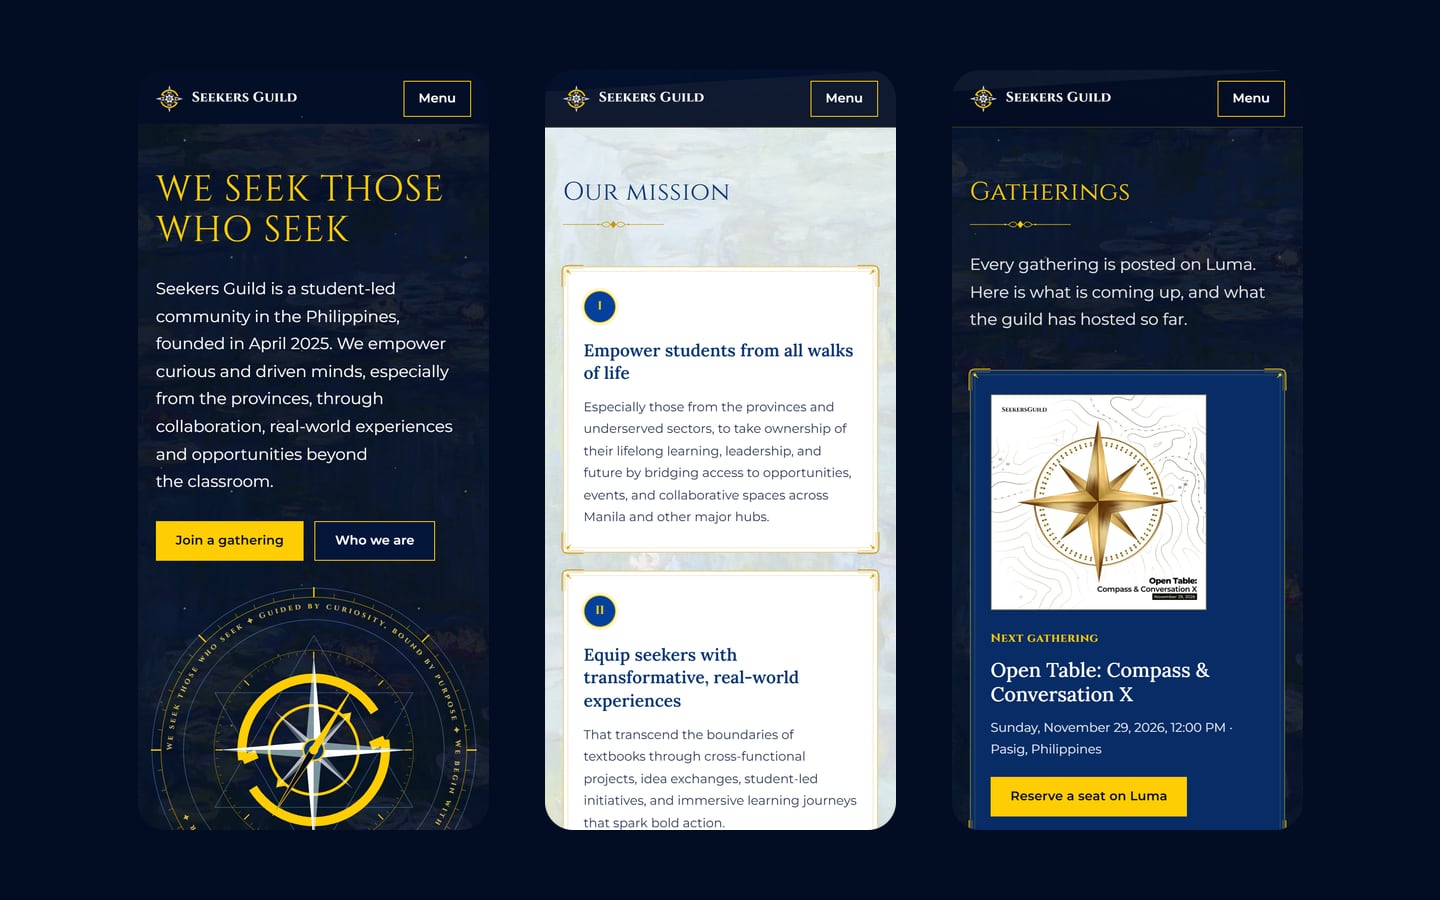 Seekers Guild
Menu
WE SEEK THOSE
WHO SEEK
Seekers Guild is a student-led
community in the Philippines,
founded in April 2025. We empower
curious and driven minds, especially
from the provinces, through
collaboration, real-world experiences
and opportunities beyond
the classroom.
Join a gathering
Who we are
WE SEEK THOSE WHO SEEK ✦ GUIDED BY CURIOSITY, BOUND BY PURPOSE ✦ WE BEGIN WITH
Seekers Guild
Menu
Our mission
I
Empower students from all walks
of life
Especially those from the provinces and
underserved sectors, to take ownership of
their lifelong learning, leadership, and
future by bridging access to opportunities,
events, and collaborative spaces across
Manila and other major hubs.
II
Equip seekers with
transformative, real-world
experiences
That transcend the boundaries of
textbooks through cross-functional
projects, idea exchanges, student-led
initiatives, and immersive learning journeys
that spark bold action.
Seekers Guild
Menu
Gatherings
Every gathering is posted on Luma.
Here is what is coming up, and what
the guild has hosted so far.
SeekersGuild
Open Table:
Compass & Conversation X
November 29, 2026
Next gathering
Open Table: Compass &
Conversation X
Sunday, November 29, 2026, 12:00 PM ·
Pasig, Philippines
Reserve a seat on Luma